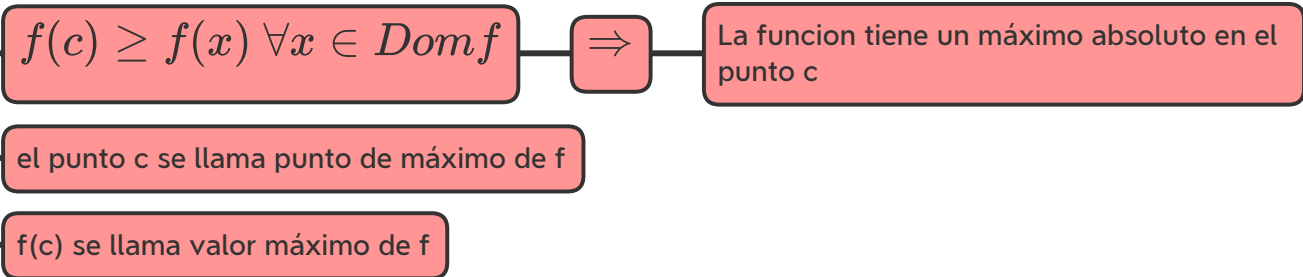 f(c) ≥ f(x) ∀x ∈ Domf
⇒
La funcion tiene un máximo absoluto en el
punto c
el punto c se llama punto de máximo de f
f(c) se llama valor máximo de f